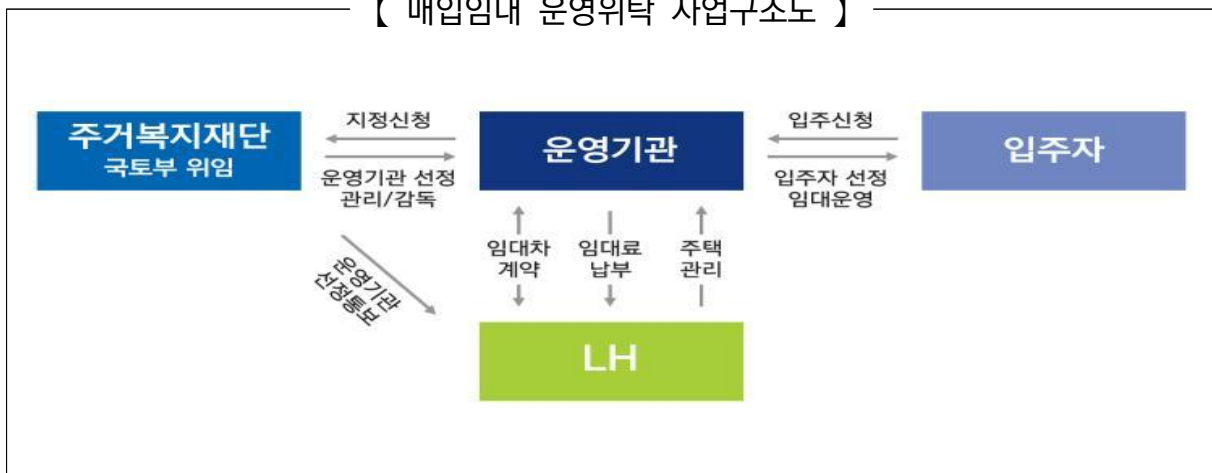 【 매입임대 운영위탁 사업구조도 】
주거복지재단
국토부 위임
지정신청
운영기관 선정
관리/감독
운영기관
입주신청
입주자 선정
임대운영
입주자
운영기관
선정통보
임대차
계약
임대료
납부
주택
관리
LH